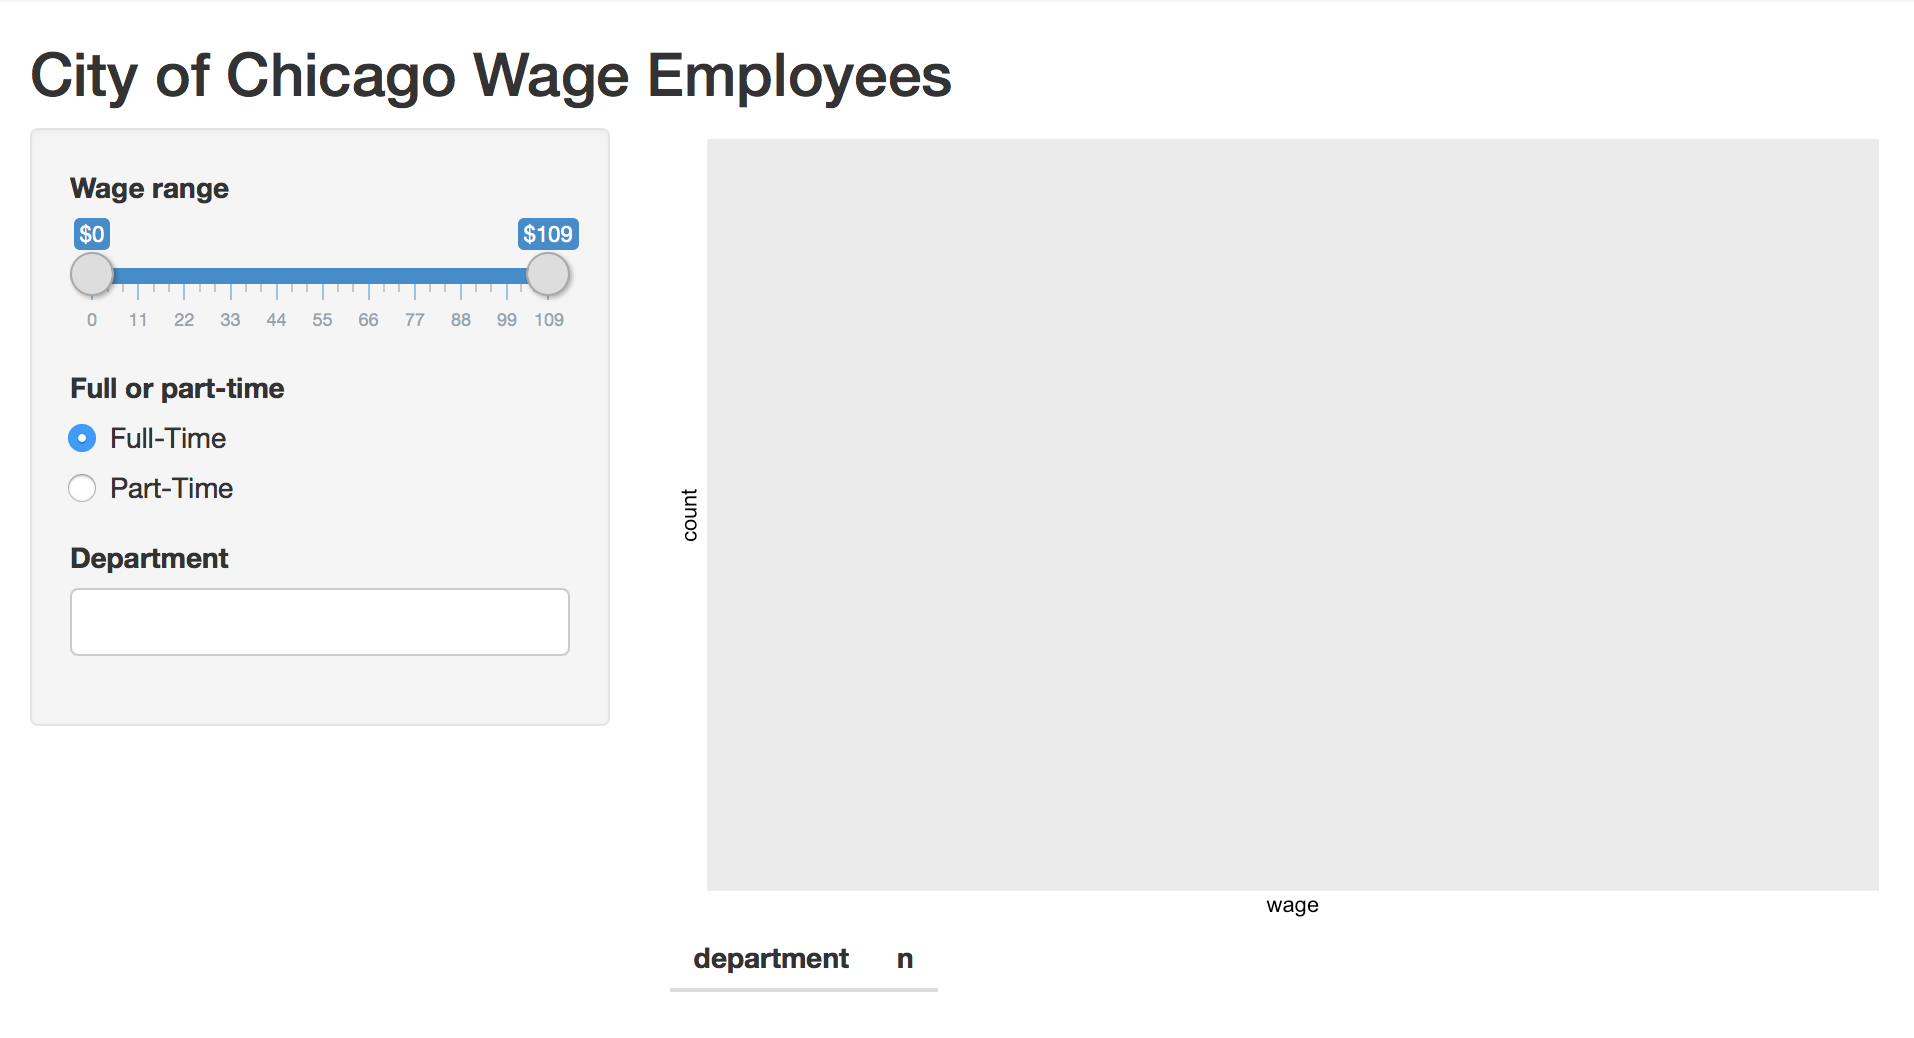 City of Chicago Wage Employees
Wage range
$0 $109
0 11 22 33 44 55 66 77 88 99 109
Full or part-time
Full-Time
Part-Time
Department
count
wage
department n